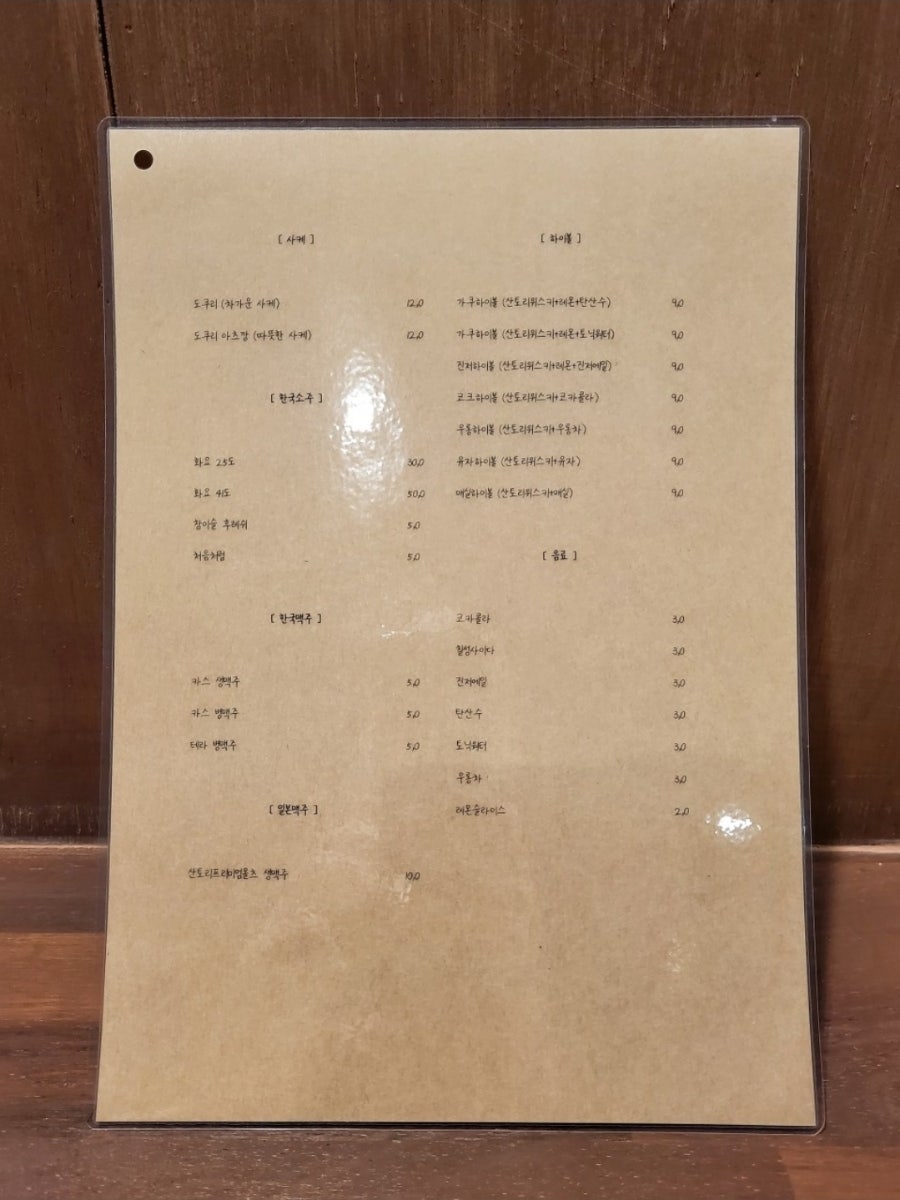 [ 사케 ]
도쿠리 (차가운 사케) 12.0
도쿠리 아츠캉 (따뜻한 사케) 12.0
[ 한국소주 ]
화요 25도 30.0
화요 41도 50.0
참이슬 후레쉬 5.0
처음처럼 5.0
[ 한국맥주 ]
카스 생맥주 5.0
카스 병맥주 5.0
테라 병맥주 5.0
[ 일본맥주 ]
산토리프리미엄몰츠 생맥주 10.0
[ 하이볼 ]
가쿠하이볼 (산토리위스키+레몬+탄산수) 9.0
가쿠하이볼 (산토리위스키+레몬+토닉워터) 9.0
진저하이볼 (산토리위스키+레몬+진저에일) 9.0
코크하이볼 (산토리위스키+코카콜라) 9.0
우롱하이볼 (산토리위스키+우롱차) 9.0
유자하이볼 (산토리위스키+유자) 9.0
매실하이볼 (산토리위스키+매실) 9.0
[ 음료 ]
코카콜라 3.0
칠성사이다 3.0
진저에일 3.0
탄산수 3.0
토닉워터 3.0
우롱차 3.0
레몬슬라이스 2.0